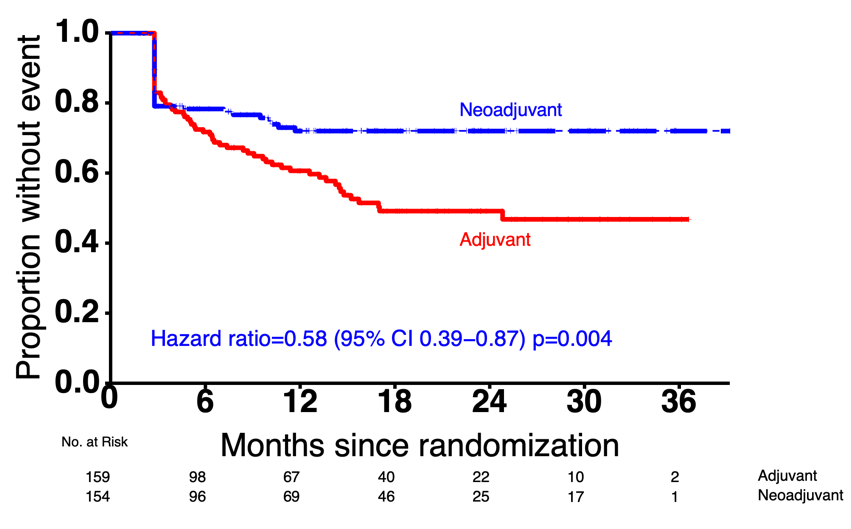 Proportion without event
1.0
0.8
0.6
0.4
0.2
0.0
Neoadjuvant
Adjuvant
Hazard ratio=0.58 (95% CI 0.39–0.87) p=0.004
0 6 12 18 24 30 36
No. at Risk
Months since randomization
159 98 67 40 22 10 2 Adjuvant
154 96 69 46 25 17 1 Neoadjuvant